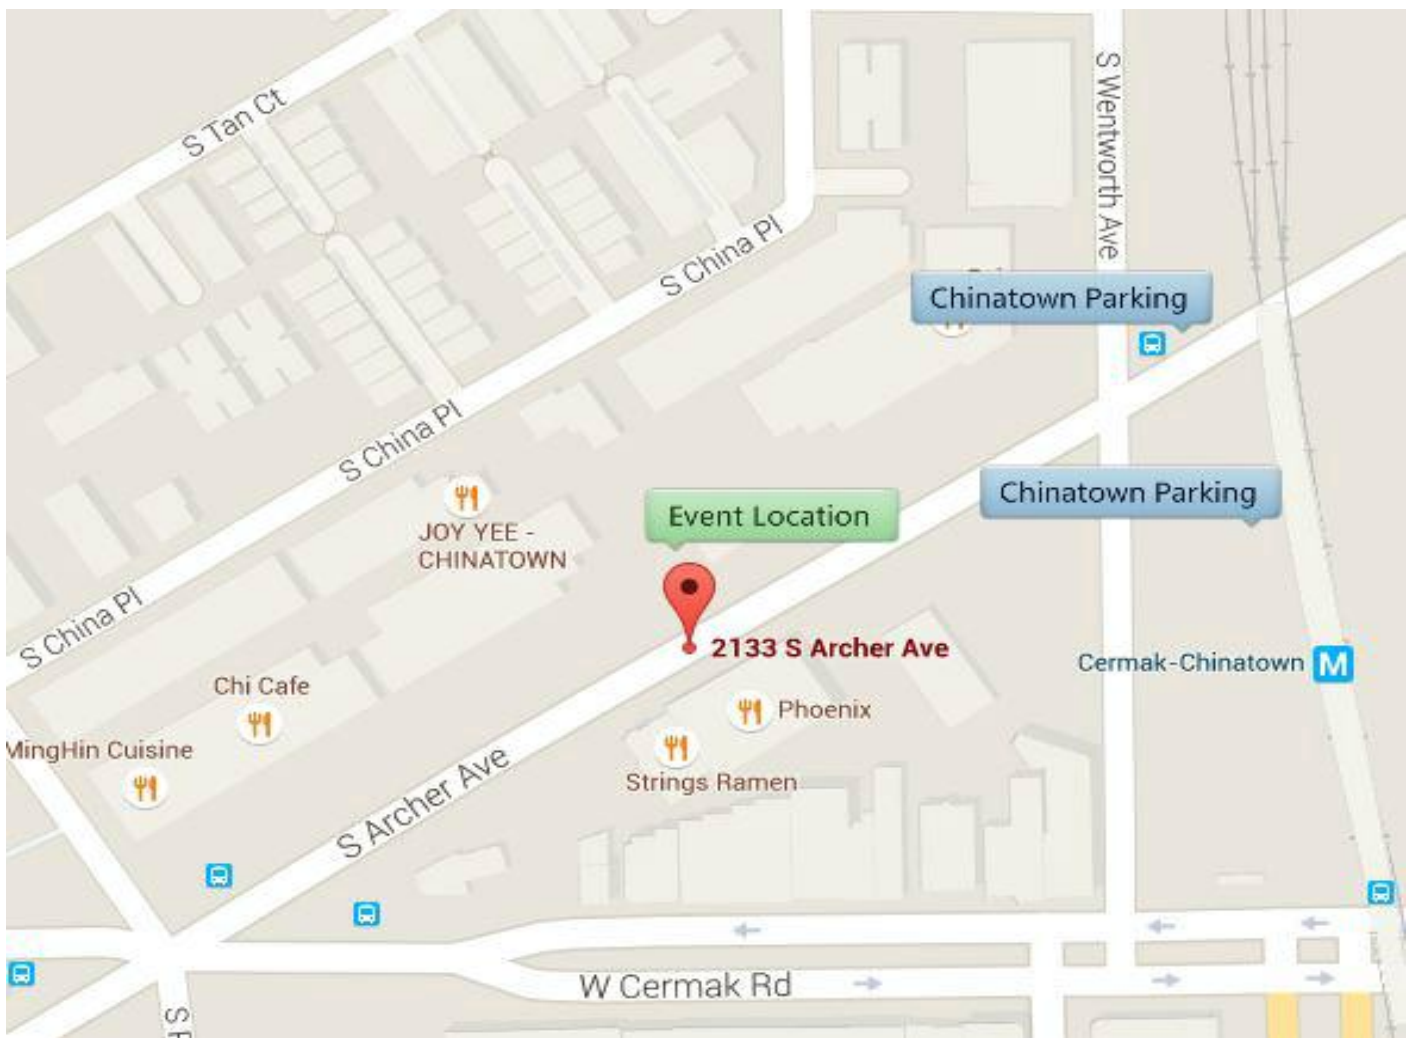 S Tan Ct
S Wentworth Ave
S China Pl
Chinatown Parking
S China Pl
Chinatown Parking
Event Location
JOY YEE -
CHINATOWN
S China Pl
2133 S Archer Ave
Cermak-Chinatown
M
Chi Cafe
Phoenix
MingHin Cuisine
Strings Ramen
S Archer Ave
W Cermak Rd
S